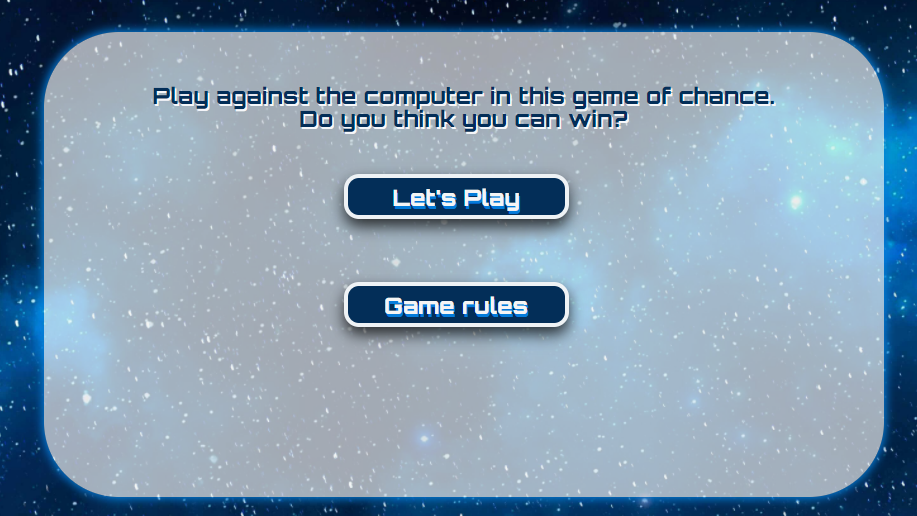 Play against the computer in this game of chance.
Do you think you can win?
Let's Play
Game rules